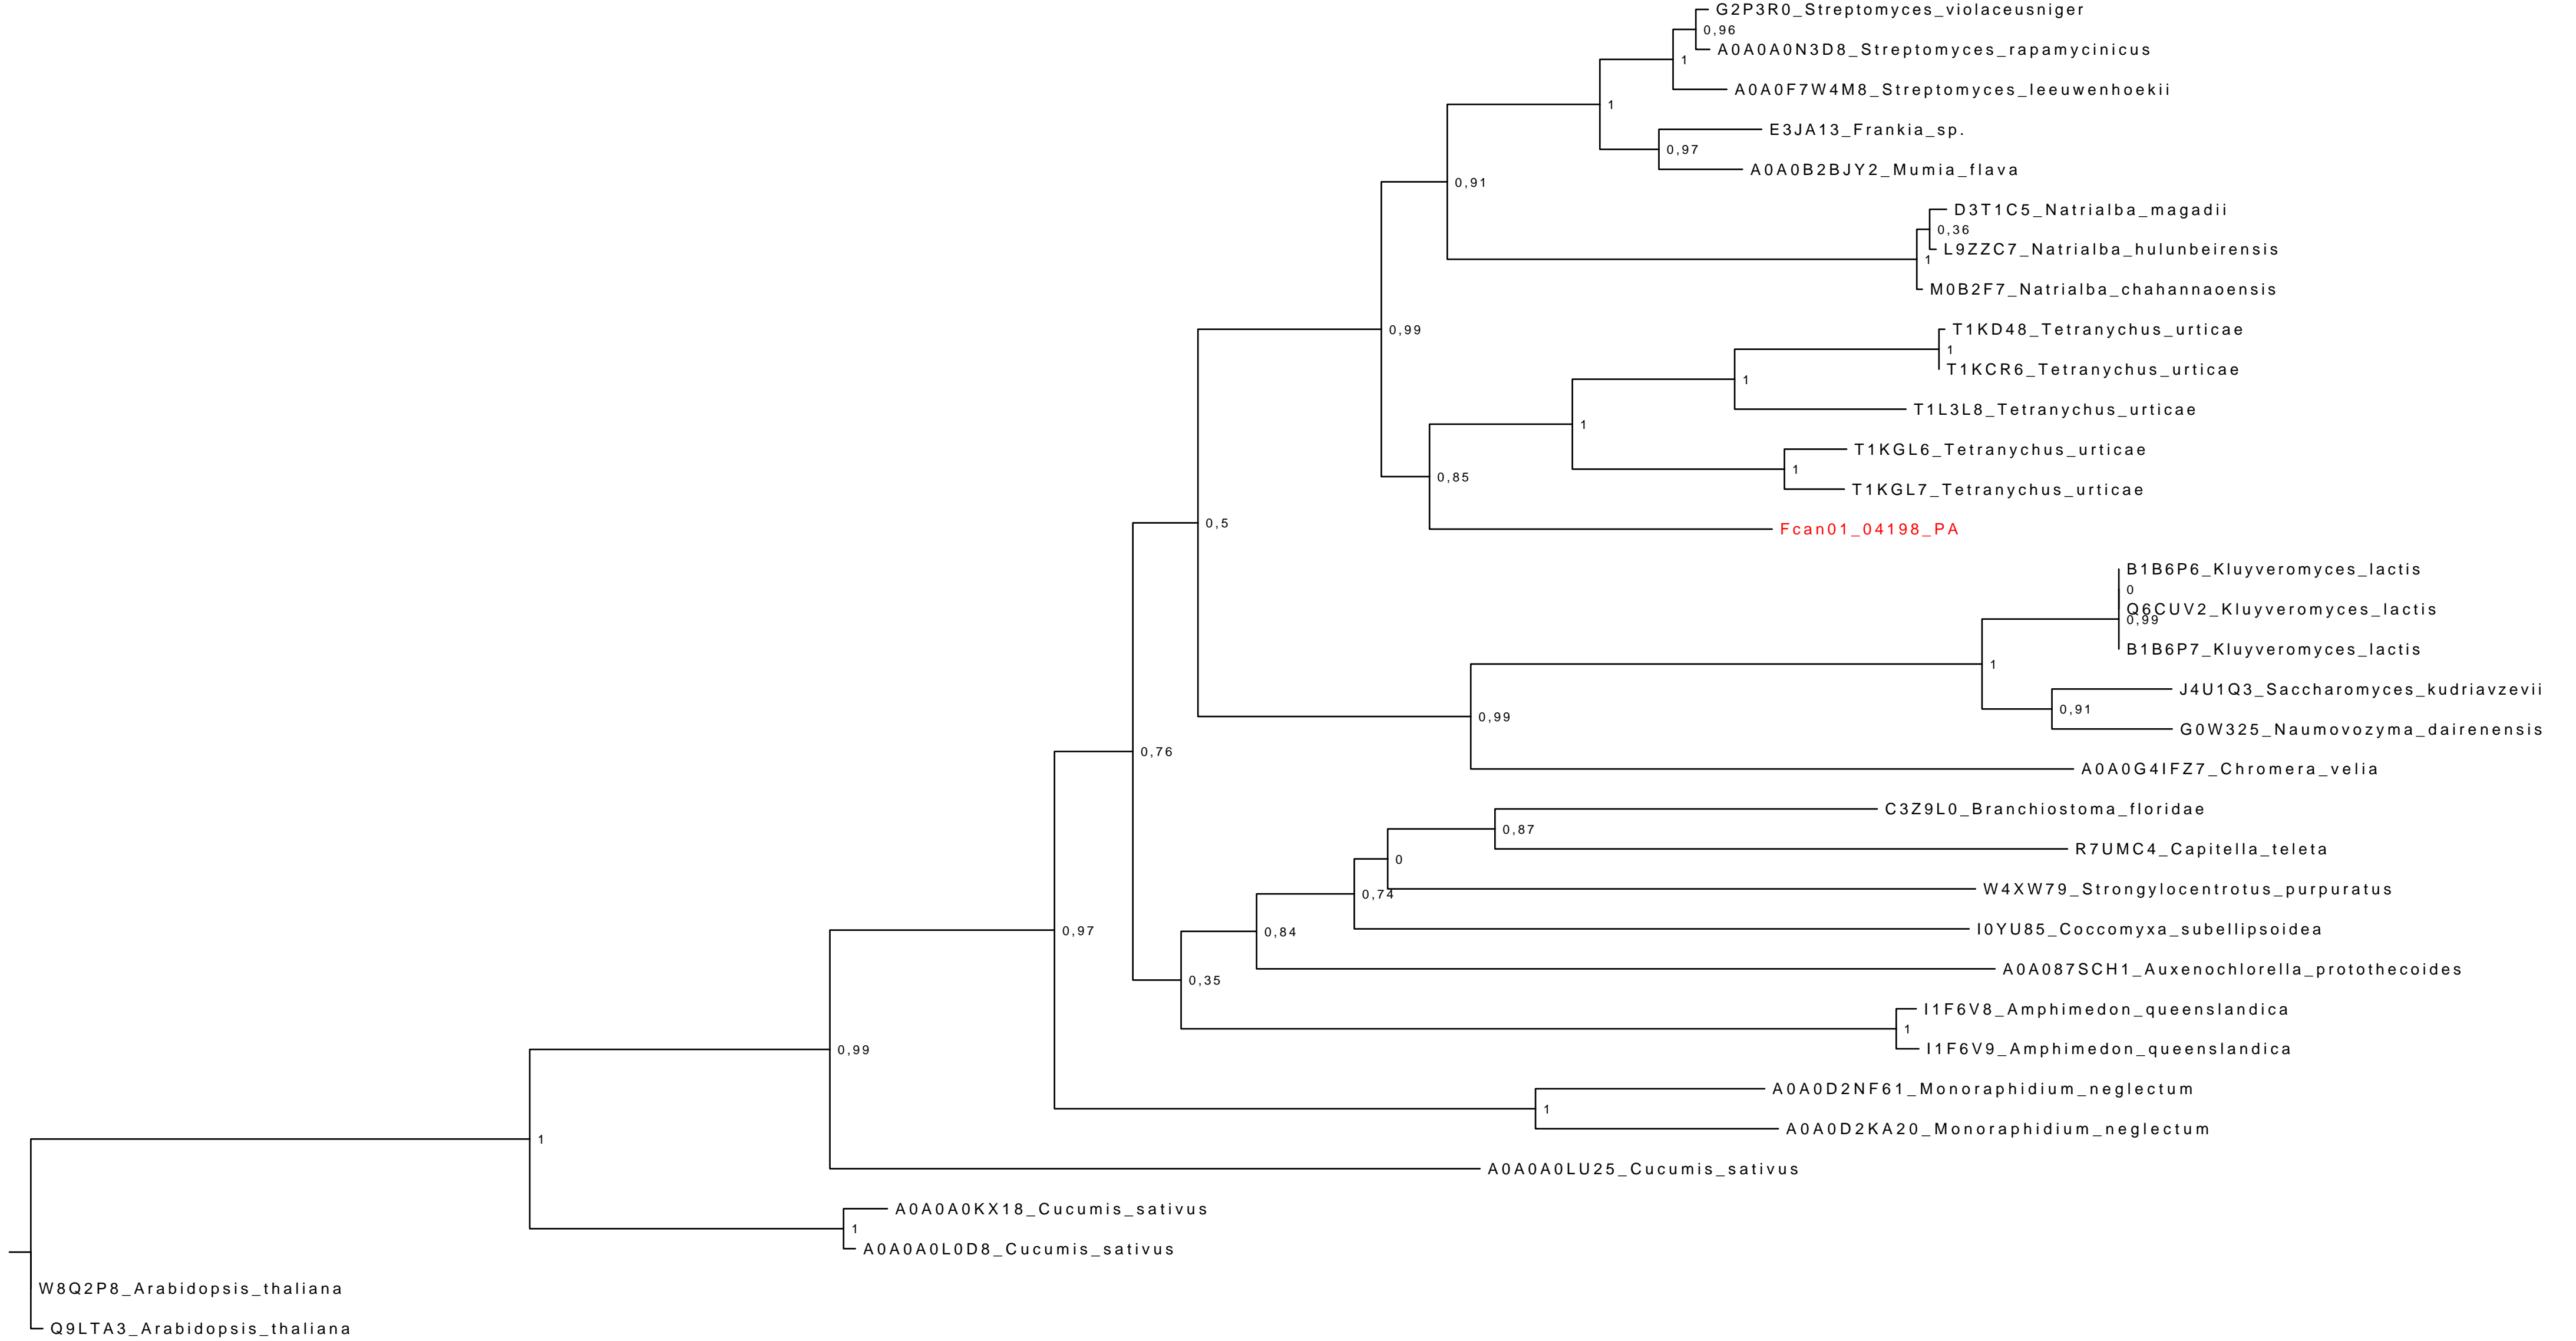 G2P3R0_Streptomyces_violaceusniger
0,96
A0A0A0N3D8_Streptomyces_rapamycinicus
1
A0A0F7W4M8_Streptomyces_leeuwenhoekii
1
E3JA13_Frankia_sp.
0,97
A0A0B2BJY2_Mumia_flava
0,91
D3T1C5_Natrialba_magadii
0,36
L9ZZC7_Natrialba_hulunbeirensis
1
M0B2F7_Natrialba_chahannaoensis
0,99
T1KD48_Tetranychus_urticae
1
T1KCR6_Tetranychus_urticae
1
T1L3L8_Tetranychus_urticae
1
T1KGL6_Tetranychus_urticae
1
T1KGL7_Tetranychus_urticae
0,85
Fcan01_04198_PA
0,5
B1B6P6_Kluyveromyces_lactis
0
Q6CUV2_Kluyveromyces_lactis
0,99
B1B6P7_Kluyveromyces_lactis
1
J4U1Q3_Saccharomyces_kudriavzevii
0,91
G0W325_Naumovozyma_dairenensis
0,99
A0A0G4IFZ7_Chromera_velia
0,76
C3Z9L0_Branchiostoma_floridae
0,87
R7UMC4_Capitella_teleta
0
W4XW79_Strongylocentrotus_purpuratus
0,74
I0YU85_Coccomyxa_subellipsoidea
0,84
A0A087SCH1_Auxenochlorella_protothecoides
0,35
I1F6V8_Amphimedon_queenslandica
1
I1F6V9_Amphimedon_queenslandica
0,97
A0A0D2NF61_Monoraphidium_neglectum
1
A0A0D2KA20_Monoraphidium_neglectum
0,99
A0A0A0LU25_Cucumis_sativus
1
A0A0A0KX18_Cucumis_sativus
1
A0A0A0L0D8_Cucumis_sativus
W8Q2P8_Arabidopsis_thaliana
Q9LTA3_Arabidopsis_thaliana